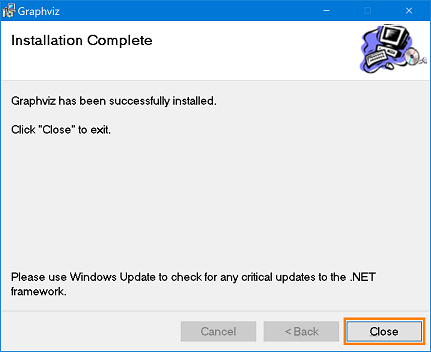 Graphviz
Installation Complete
Graphviz has been successfully installed.
Click "Close" to exit.
Please use Windows Update to check for any critical updates to the .NET
framework.
Cancel
< Back
Close